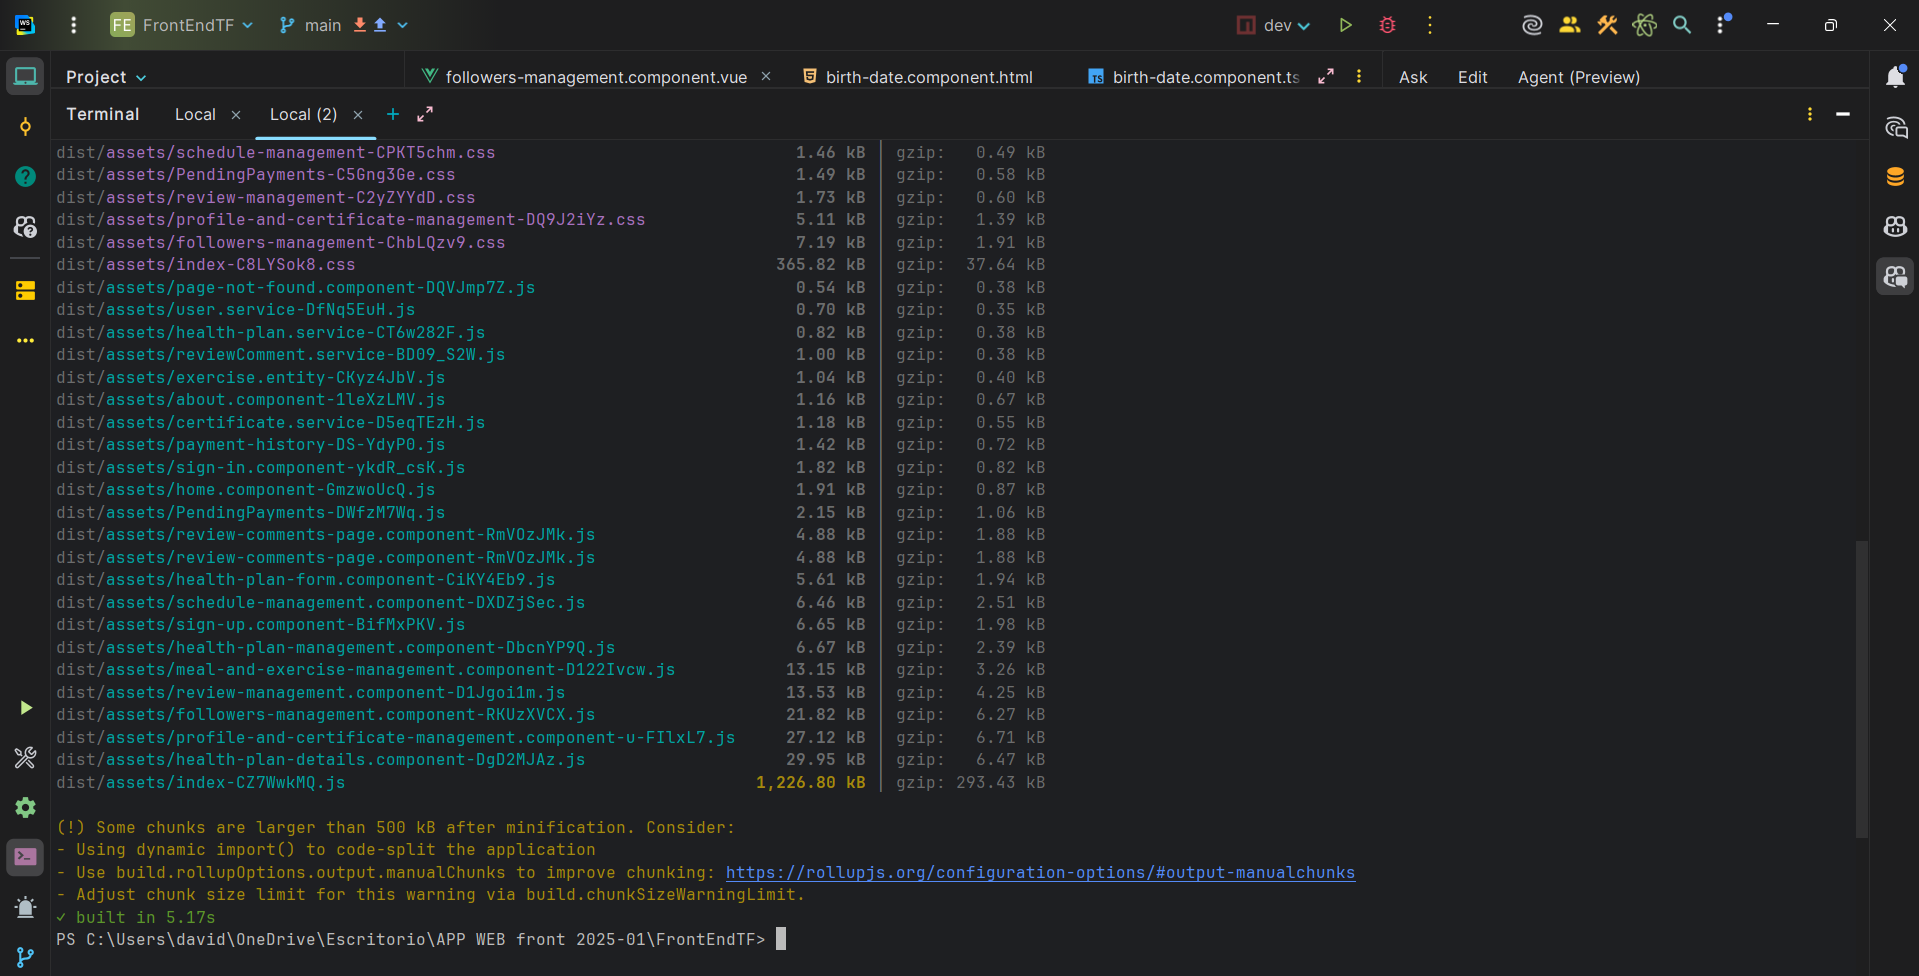 FE FrontEndTF main dev
Project followers-management.component.vue birth-date.component.html TS birth-date.component.ts Ask Edit Agent (Preview)
Terminal Local Local (2)
dist/assets/schedule-management-CPKT5chm.css 1.46 kB │ gzip: 0.49 kB
dist/assets/PendingPayments-C5Gng3Ge.css 1.49 kB │ gzip: 0.58 kB
dist/assets/review-management-C2yZYYdD.css 1.73 kB │ gzip: 0.60 kB
dist/assets/profile-and-certificate-management-DQ9J2iYz.css 5.11 kB │ gzip: 1.39 kB
dist/assets/followers-management-ChbLQzv9.css 7.19 kB │ gzip: 1.91 kB
dist/assets/index-C8LYSok8.css 365.82 kB │ gzip: 37.64 kB
dist/assets/page-not-found.component-DQVJmp7Z.js 0.54 kB │ gzip: 0.38 kB
dist/assets/user.service-DfNq5EuH.js 0.70 kB │ gzip: 0.35 kB
dist/assets/health-plan.service-CT6w282F.js 0.82 kB │ gzip: 0.38 kB
dist/assets/reviewComment.service-BD09_S2W.js 1.00 kB │ gzip: 0.38 kB
dist/assets/exercise.entity-CKyz4JbV.js 1.04 kB │ gzip: 0.40 kB
dist/assets/about.component-1leXzLMV.js 1.16 kB │ gzip: 0.67 kB
dist/assets/certificate.service-D5eqTEzH.js 1.18 kB │ gzip: 0.55 kB
dist/assets/payment-history-DS-YdyP0.js 1.42 kB │ gzip: 0.72 kB
dist/assets/sign-in.component-ykdR_csK.js 1.82 kB │ gzip: 0.82 kB
dist/assets/home.component-GmzwoUcQ.js 1.91 kB │ gzip: 0.87 kB
dist/assets/PendingPayments-DWfzM7Wq.js 2.15 kB │ gzip: 1.06 kB
dist/assets/review-comments-page.component-RmVOzJMk.js 4.88 kB │ gzip: 1.88 kB
dist/assets/review-comments-page.component-RmVOzJMk.js 4.88 kB │ gzip: 1.88 kB
dist/assets/health-plan-form.component-CiKY4Eb9.js 5.61 kB │ gzip: 1.94 kB
dist/assets/schedule-management.component-DXDZjSec.js 6.46 kB │ gzip: 2.51 kB
dist/assets/sign-up.component-BifMxPKV.js 6.65 kB │ gzip: 1.98 kB
dist/assets/health-plan-management.component-DbcnYP9Q.js 6.67 kB │ gzip: 2.39 kB
dist/assets/meal-and-exercise-management.component-D122Ivcw.js 13.15 kB │ gzip: 3.26 kB
dist/assets/review-management.component-D1Jgoi1m.js 13.53 kB │ gzip: 4.25 kB
dist/assets/followers-management.component-RKUzXVCX.js 21.82 kB │ gzip: 6.27 kB
dist/assets/profile-and-certificate-management.component-u-FIlxL7.js 27.12 kB │ gzip: 6.71 kB
dist/assets/health-plan-details.component-DgD2MJAz.js 29.95 kB │ gzip: 6.47 kB
dist/assets/index-CZ7WwkMQ.js 1,226.80 kB │ gzip: 293.43 kB
(!) Some chunks are larger than 500 kB after minification. Consider:
- Using dynamic import() to code-split the application
- Use build.rollupOptions.output.manualChunks to improve chunking: https://rollupjs.org/configuration-options/#output-manualchunks
- Adjust chunk size limit for this warning via build.chunkSizeWarningLimit.
✓ built in 5.17s
PS C:\Users\david\OneDrive\Escritorio\APP WEB front 2025-01\FrontEndTF>